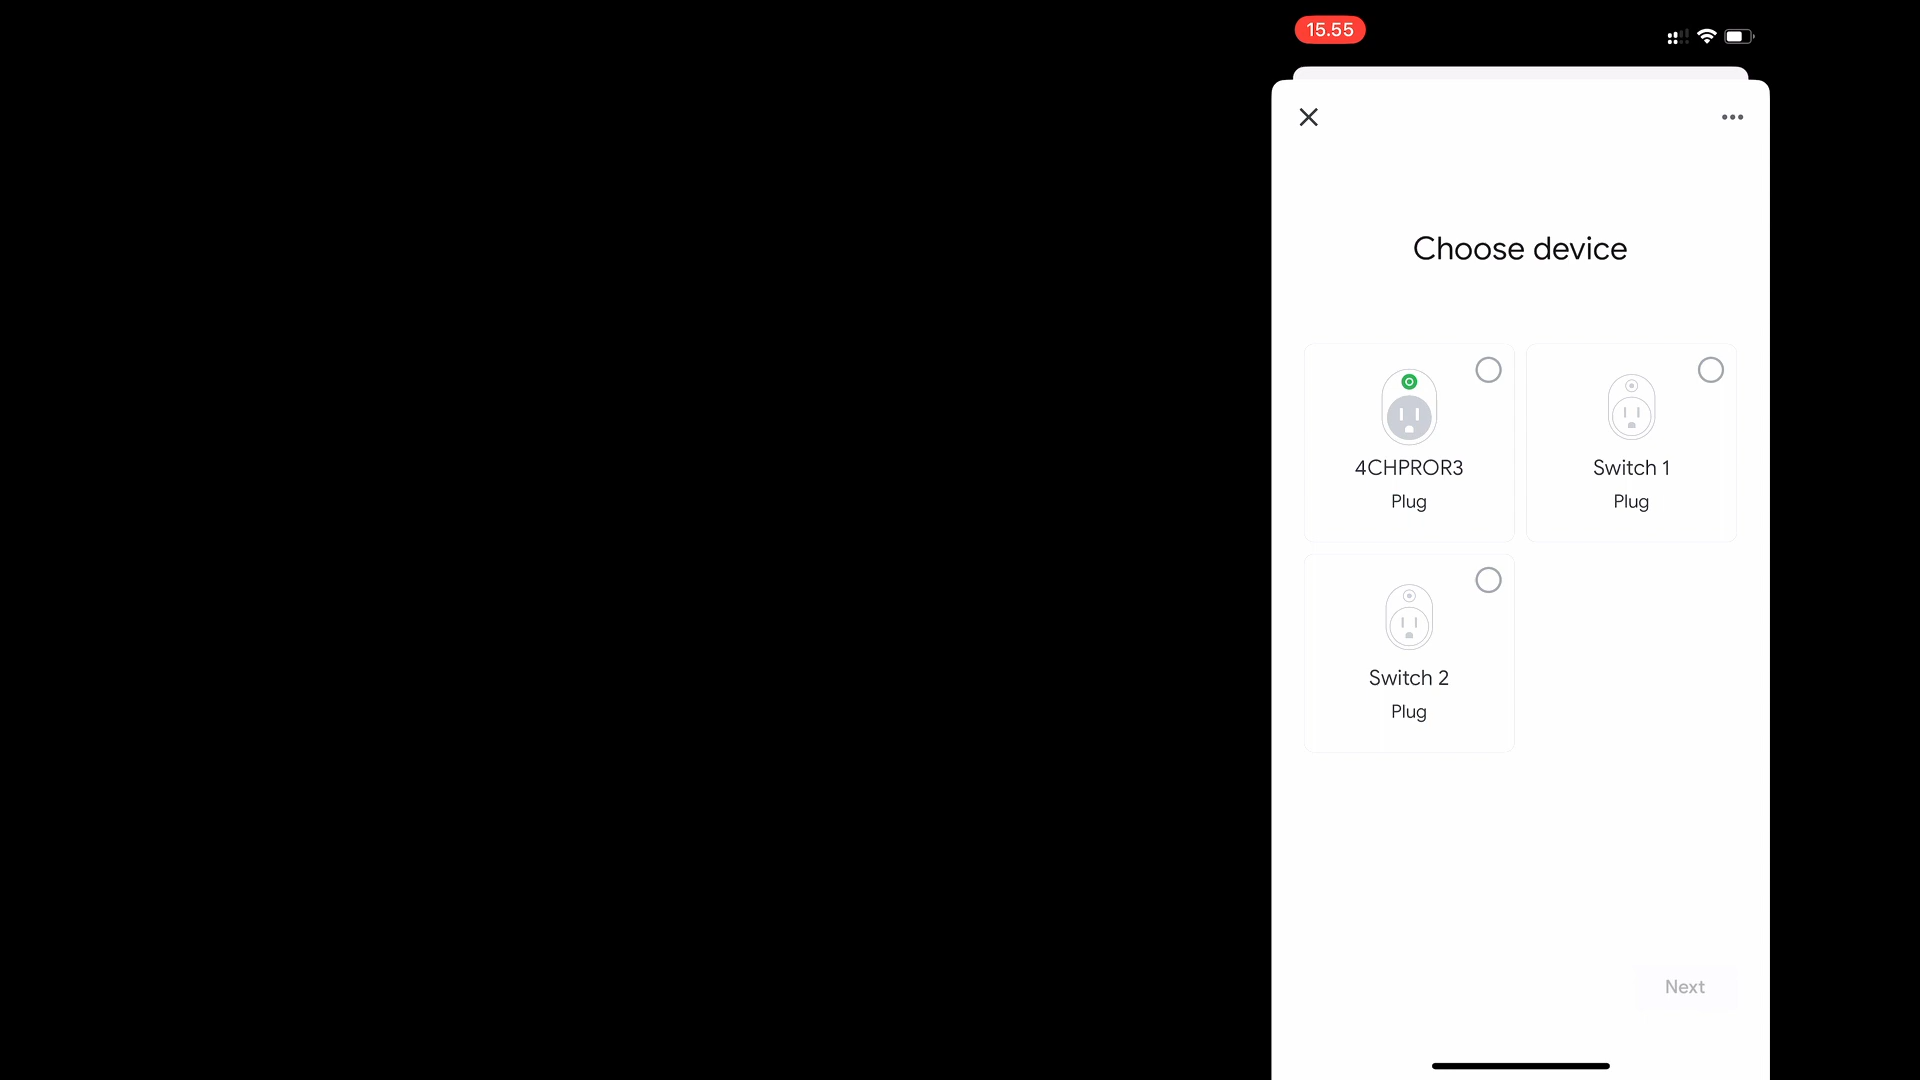 15.55
Choose device
4CHPROR3
Plug
Switch 1
Plug
Switch 2
Plug
Next